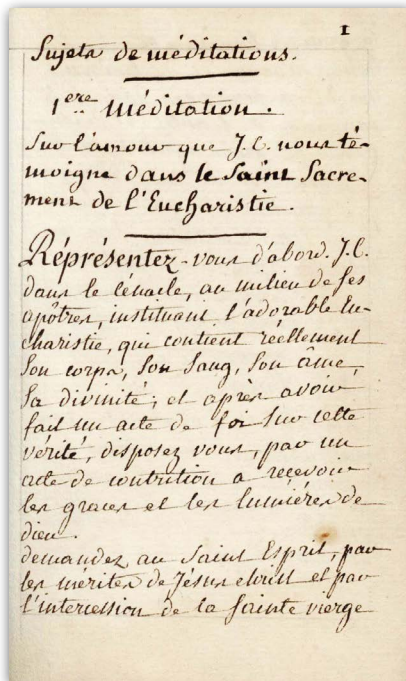 1
Sujets de méditations.
1ere méditation.
Sur l'amour que J. C. nous té-
moigne dans le Saint Sacre-
ment de l'Eucharistie.
Réprésentez-vous d'abord J. C.
dans le cénacle, au milieu de ses
apôtres, instituant l'adorable Eu-
charistie, qui contient réellement
son corps, son sang, son âme,
sa divinité; et après avoir
fait un acte de foi sur cette
vérité, disposez vous, par un
acte de contrition a recevoir
les graces et les lumières de
dieu.
demandez au Saint Esprit, par
les mérites de Jésus christ et par
l'intercession de la sainte vierge